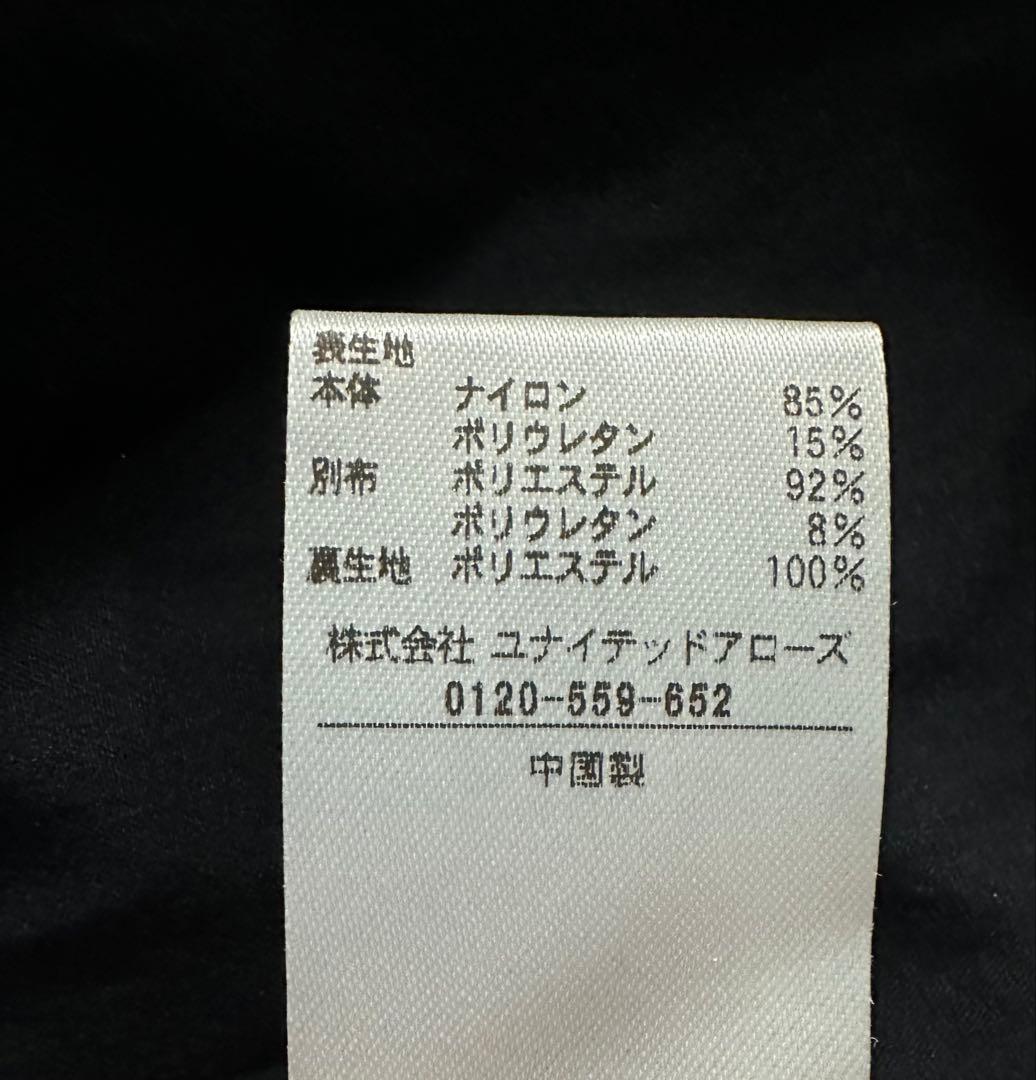 表生地
本体 ナイロン 85%
ポリウレタン 15%
別布 ポリエステル 92%
ポリウレタン 8%
裏生地 ポリエステル 100%
株式会社 ユナイテッドアローズ
0120-559-652
中国製